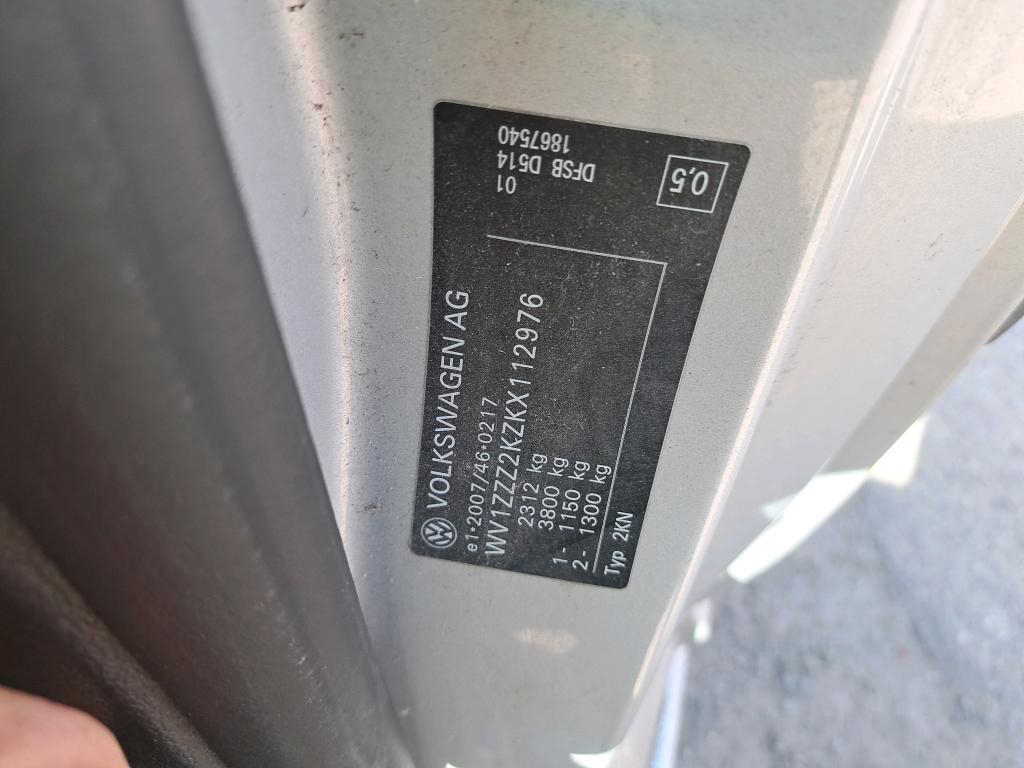 VOLKSWAGEN AG
e1*2007/46*0217
WV1ZZZ2KZKX112976
2312 kg
3800 kg
1- 1150 kg
2- 1300 kg
Typ 2KN
01
DFSB D514
1867540
0,5